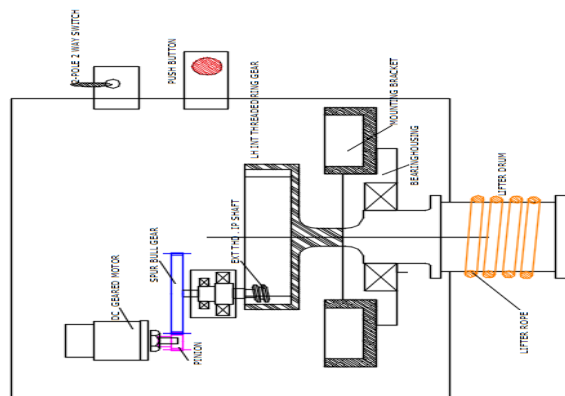 2-POLE 2 WAY SWITCH
PUSH BUTTON
LH INT THREADED RING GEAR
MOUNTING BRACKET
BEARING HOUSING
LIFTER DRUM
EXT THD ..IP SHAFT
SPUR BULL GEAR
DC GEARED MOTOR
PINION
LIFTER ROPE